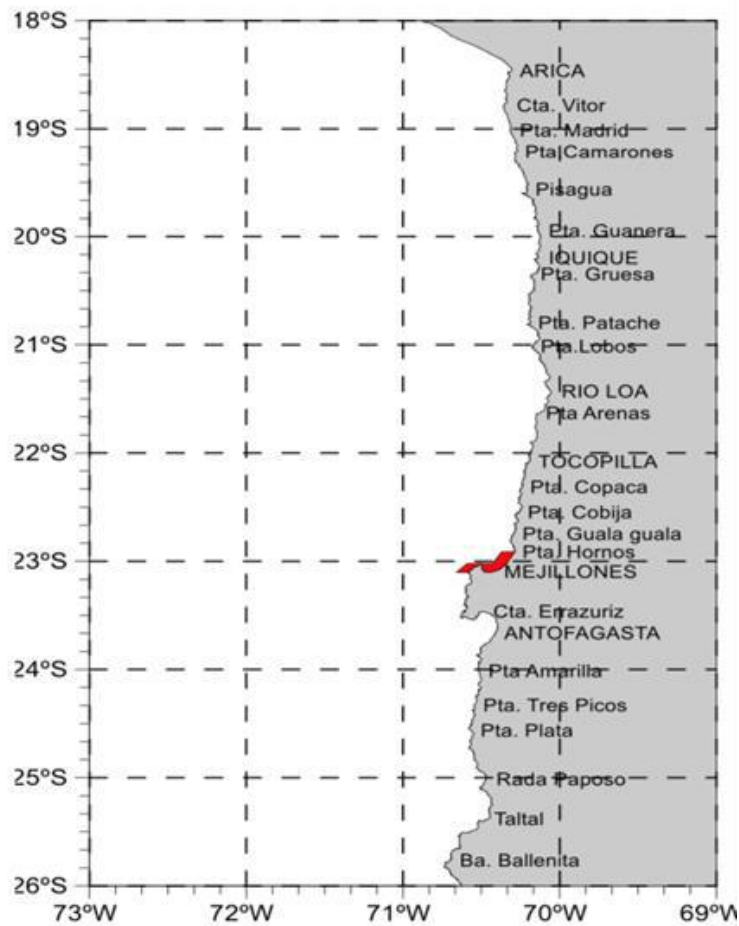 18ºS
ARICA
Cta. Vitor
19ºS
Pta. Madrid
Pta.Camarones
Pisagua
20ºS
Pta. Guanera
IQUIQUE
Pta. Gruesa
Pta. Patache
21ºS
Pta.Lobos
RIO LOA
Pta Arenas
22ºS
TOCOPILLA
Pta. Copaca
Pta. Cobija
Pta. Guala guala
Pta. Hornos
23ºS
MEJILLONES
Cta. Errazuriz
ANTOFAGASTA
24ºS
Pta Amarilla
Pta. Tres Picos
Pta. Plata
25ºS
Rada Paposo
Taltal
Ba. Ballenita
26ºS
73ºW 72ºW 71ºW 70ºW 69ºW